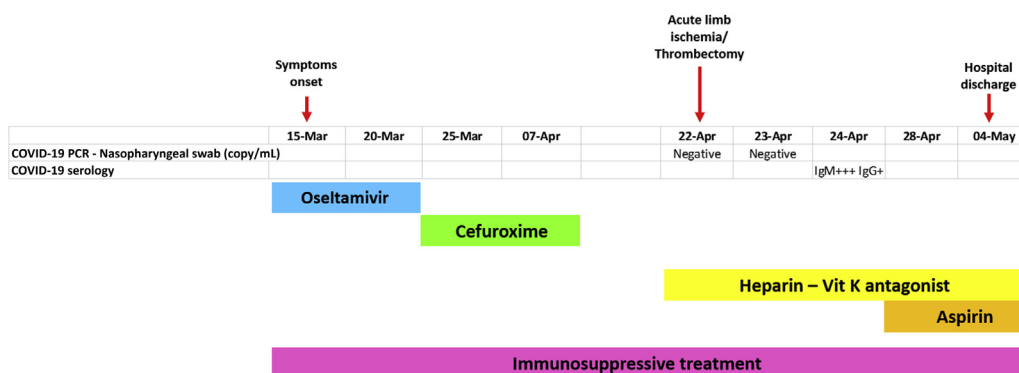 Acute limb
ischemia/
Thrombectomy
Symptoms
onset
Hospital
discharge
15-Mar 20-Mar 25-Mar 07-Apr 22-Apr 23-Apr 24-Apr 28-Apr 04-May
COVID-19 PCR - Nasopharyngeal swab (copy/mL) Negative Negative
COVID-19 serology IgM+++ IgG+
Oseltamivir
Cefuroxime
Heparin – Vit K antagonist
Aspirin
Immunosuppressive treatment